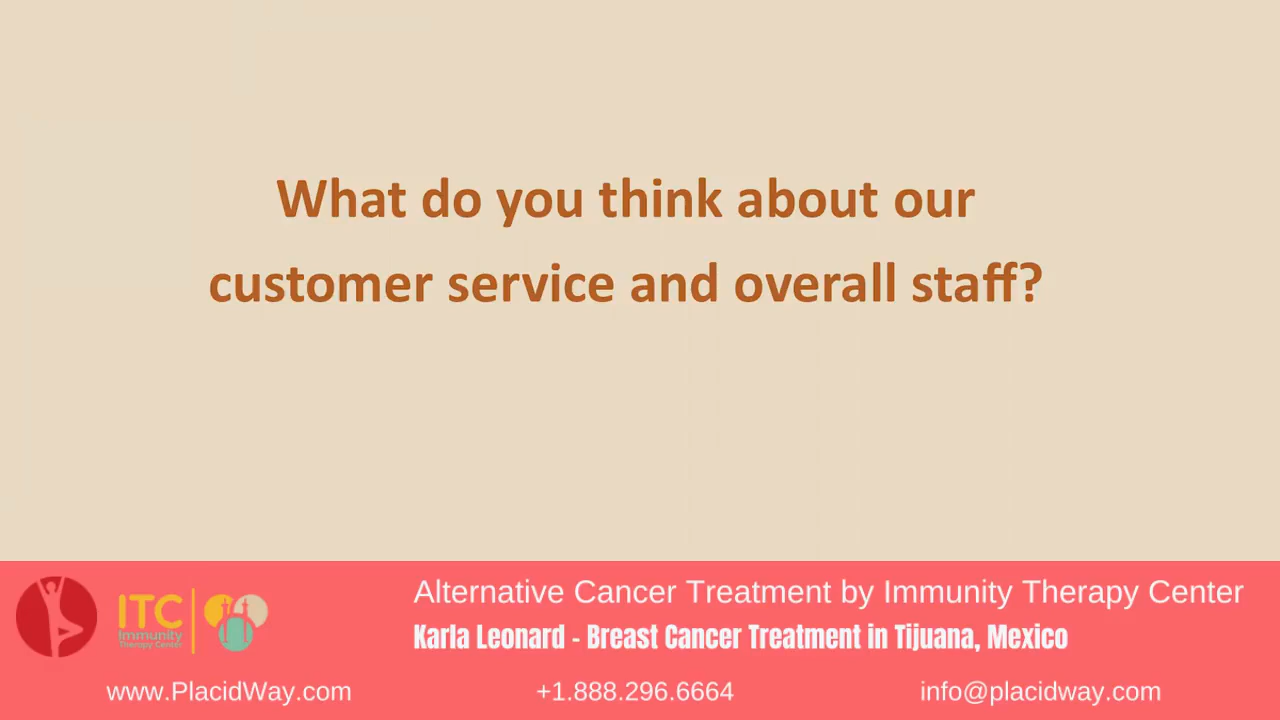 What do you think about our
customer service and overall staff?
ITC
Immunity
Therapy Center
Alternative Cancer Treatment by Immunity Therapy Center
Karla Leonard - Breast Cancer Treatment in Tijuana, Mexico
www.PlacidWay.com
+1.888.296.6664
info@placidway.com